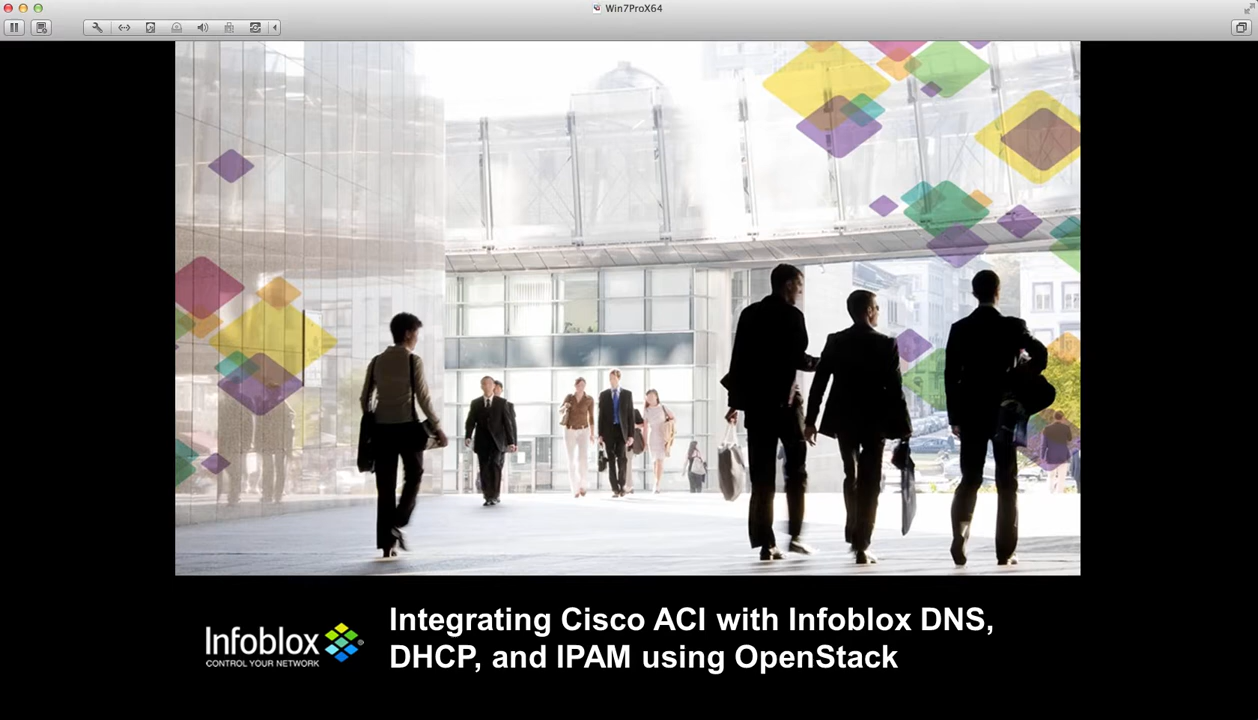 Win7ProX64
Infoblox
CONTROL YOUR NETWORK
Integrating Cisco ACI with Infoblox DNS,
DHCP, and IPAM using OpenStack